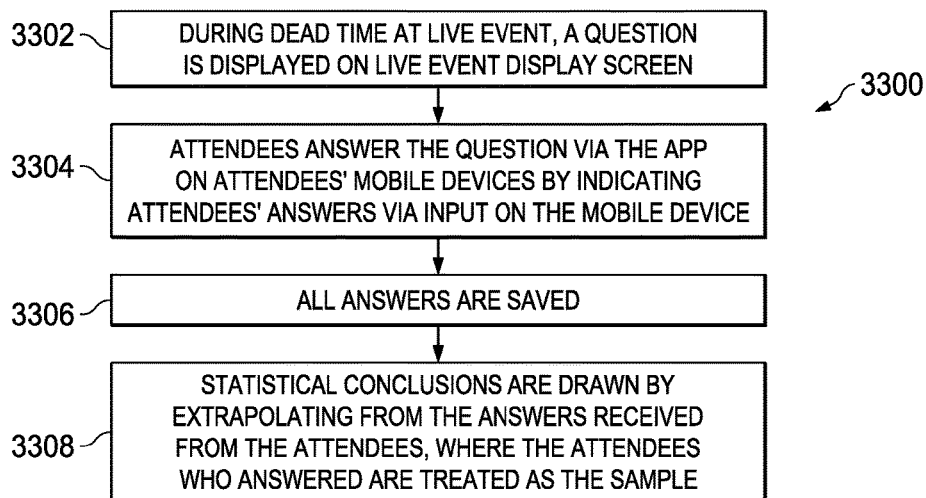 3302
DURING DEAD TIME AT LIVE EVENT, A QUESTION
IS DISPLAYED ON LIVE EVENT DISPLAY SCREEN
3300
3304
ATTENDEES ANSWER THE QUESTION VIA THE APP
ON ATTENDEES' MOBILE DEVICES BY INDICATING
ATTENDEES' ANSWERS VIA INPUT ON THE MOBILE DEVICE
3306
ALL ANSWERS ARE SAVED
3308
STATISTICAL CONCLUSIONS ARE DRAWN BY
EXTRAPOLATING FROM THE ANSWERS RECEIVED
FROM THE ATTENDEES, WHERE THE ATTENDEES
WHO ANSWERED ARE TREATED AS THE SAMPLE